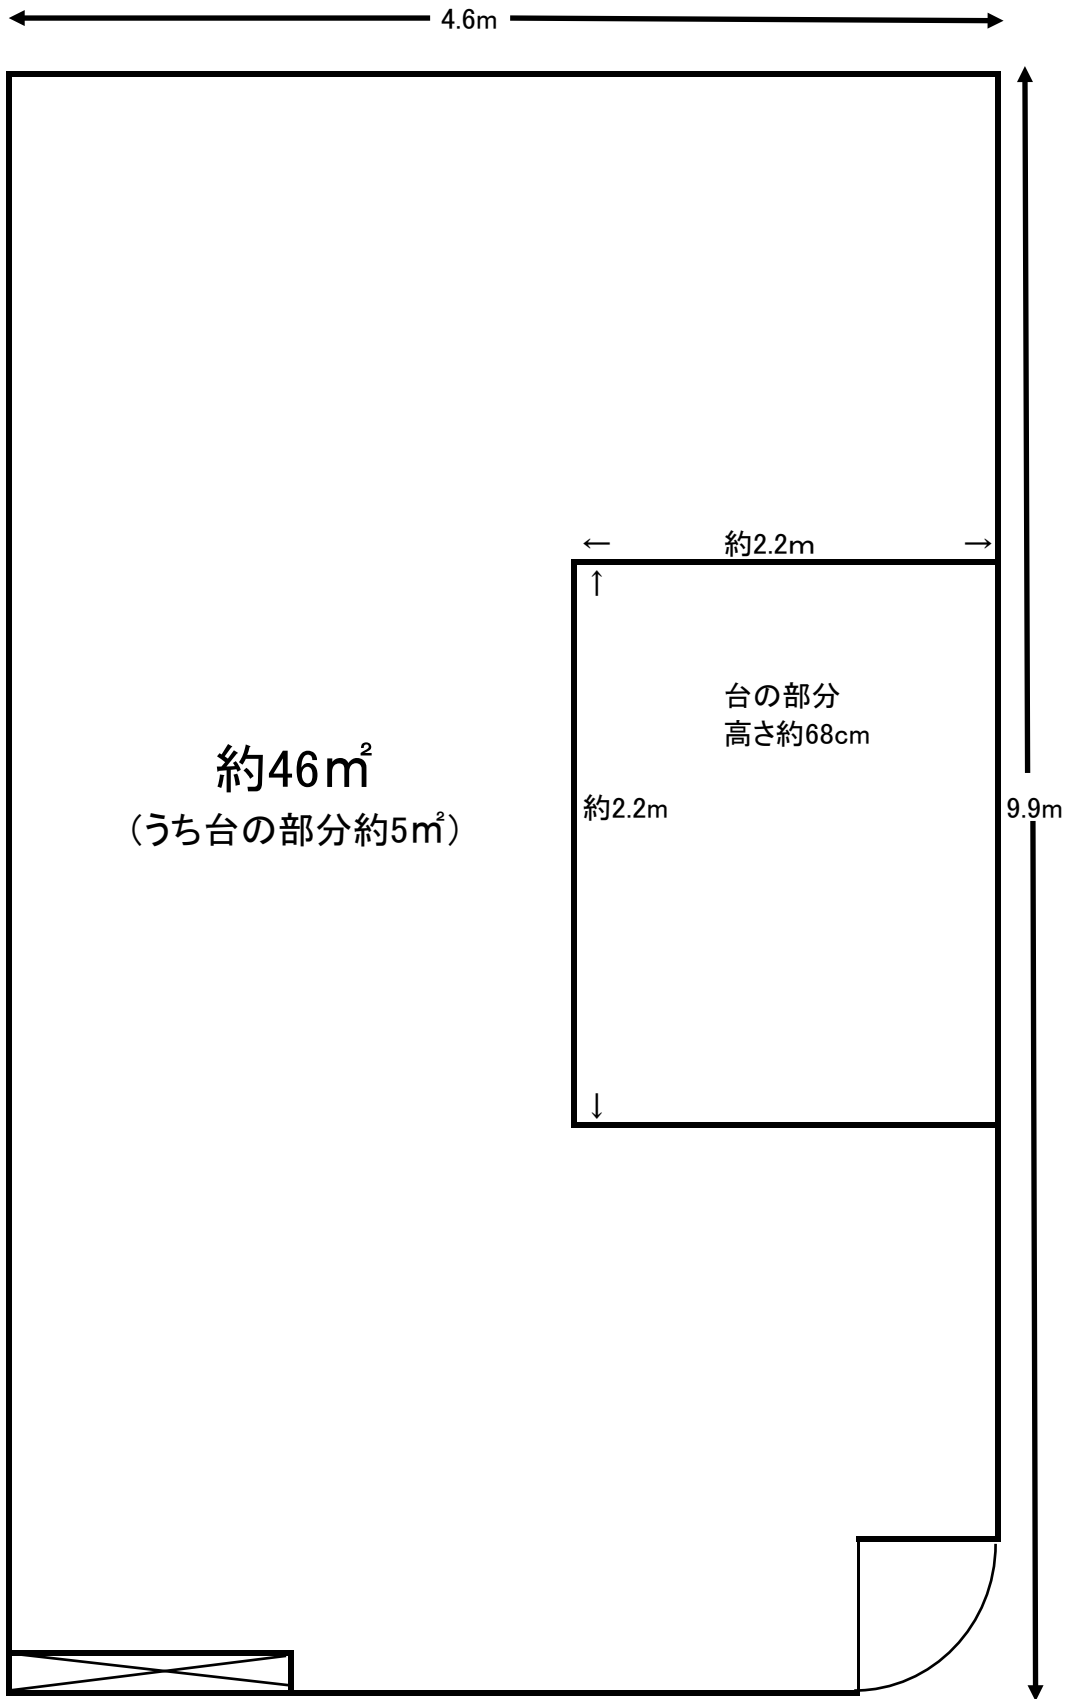 4.6m
← 約2.2m →
↑
台の部分
高さ約68cm
約46㎡
（うち台の部分約5㎡）
約2.2m
9.9m
↓